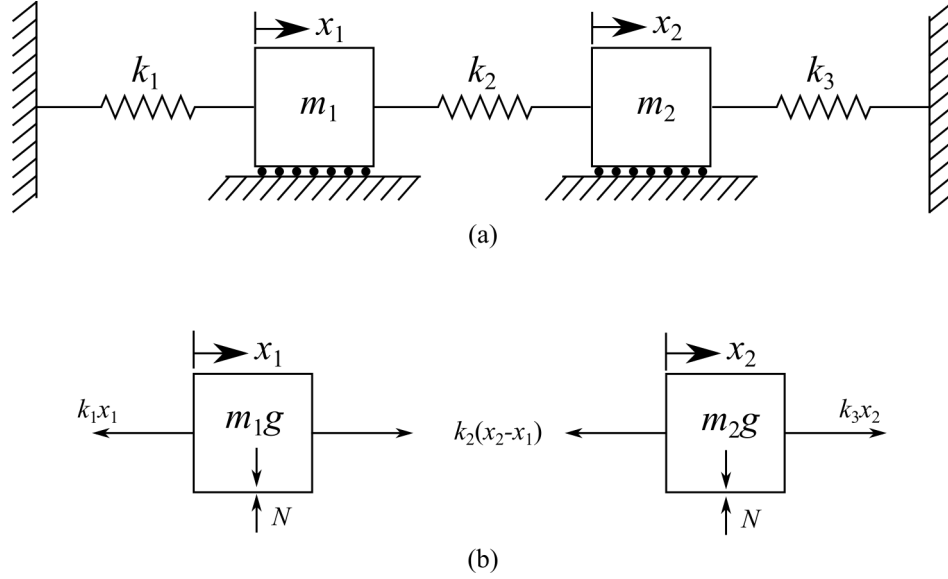 x₁ x₂
k₁ k₂ k₃
m₁ m₂
(a)
x₁ x₂
k₁x₁ k₂(x₂-x₁) k₃x₂
m₁g m₂g
N N
(b)